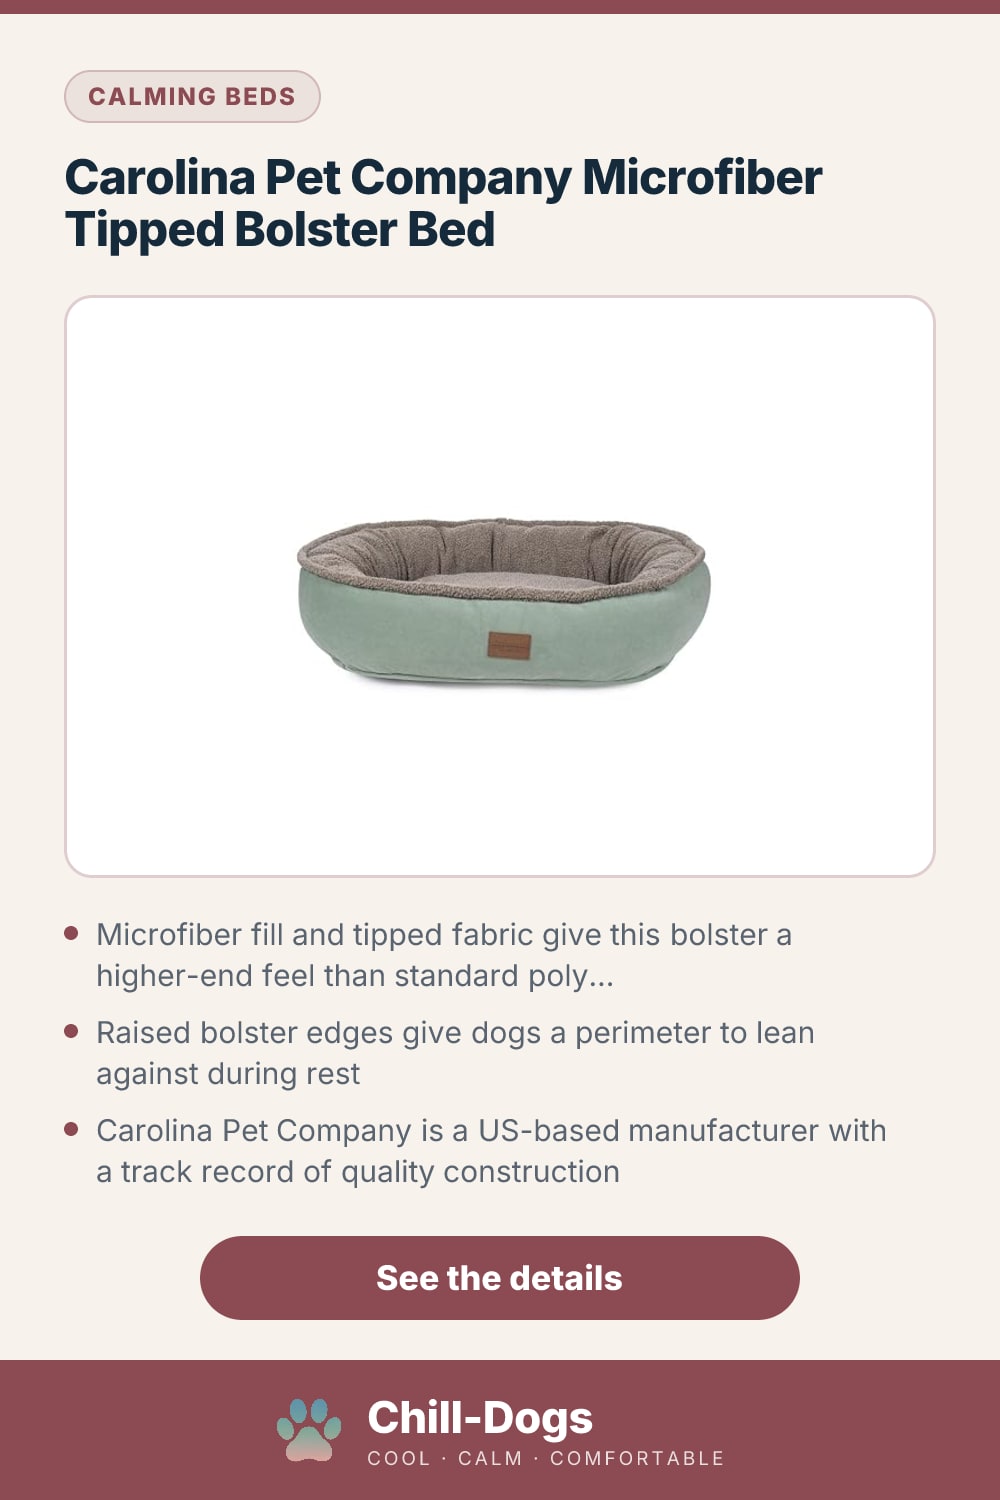 CALMING BEDS
Carolina Pet Company Microfiber
Tipped Bolster Bed
Microfiber fill and tipped fabric give this bolster a
higher-end feel than standard poly...
Raised bolster edges give dogs a perimeter to lean
against during rest
Carolina Pet Company is a US-based manufacturer with
a track record of quality construction
See the details
Chill-Dogs
COOL · CALM · COMFORTABLE